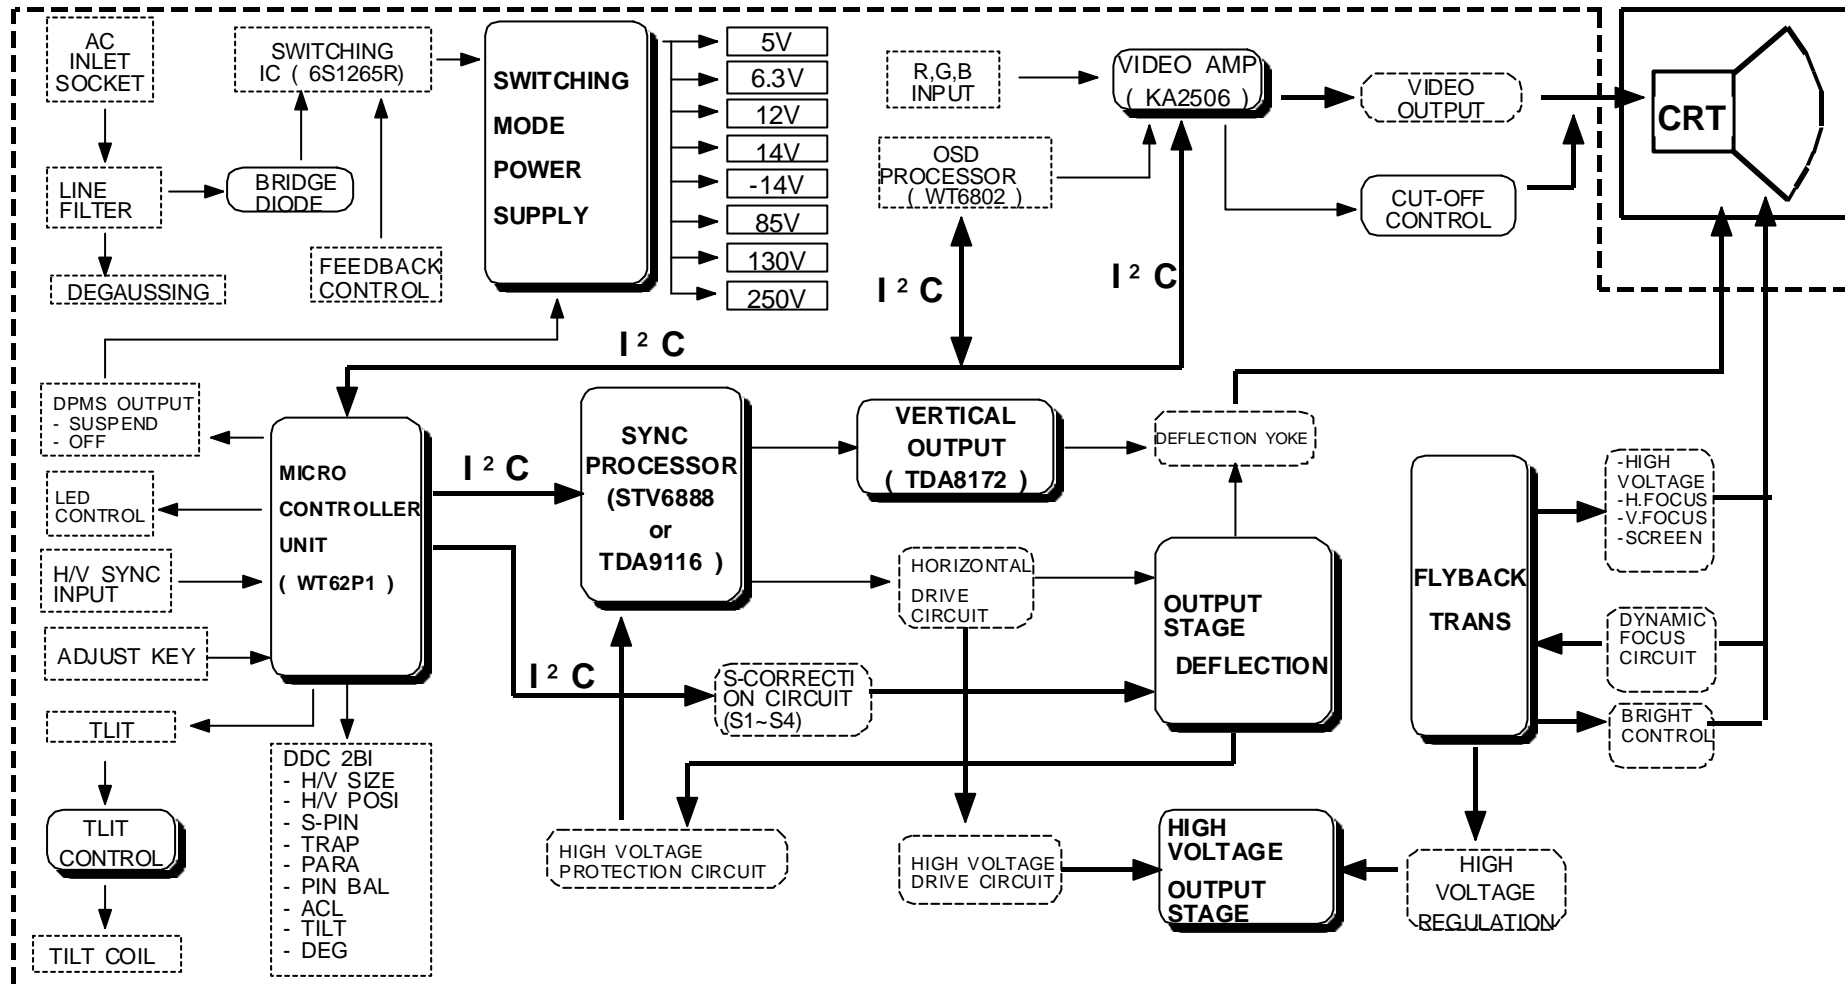 AC
INLET
SOCKET
SWITCHING
IC ( 6S1265R)
LINE
FILTER
BRIDGE
DIODE
DEGAUSSING
FEEDBACK
CONTROL
SWITCHING
MODE
POWER
SUPPLY
5V
6.3V
12V
14V
-14V
85V
130V
250V
R,G,B
INPUT
VIDEO AMP
( KA2506 )
VIDEO
OUTPUT
CRT
OSD
PROCESSOR
( WT6802 )
CUT-OFF
CONTROL
I ² C
I ² C
I ² C
DPMS OUTPUT
- SUSPEND
- OFF
LED
CONTROL
H/V SYNC
INPUT
ADJUST KEY
MICRO
CONTROLLER
UNIT
( WT62P1 )
I ² C
I ² C
SYNC
PROCESSOR
(STV6888
or
TDA9116 )
VERTICAL
OUTPUT
( TDA8172 )
DEFLECTION YOKE
HORIZONTAL
DRIVE
CIRCUIT
OUTPUT
STAGE
DEFLECTION
S-CORRECTI
ON CIRCUIT
(S1~S4)
FLYBACK
TRANS
-HIGH
VOLTAGE
-H.FOCUS
-V.FOCUS
-SCREEN
DYNAMIC
FOCUS
CIRCUIT
BRIGHT
CONTROL
TLIT
TLIT
CONTROL
TILT COIL
DDC 2BI
- H/V SIZE
- H/V POSI
- S-PIN
- TRAP
- PARA
- PIN BAL
- ACL
- TILT
- DEG
HIGH VOLTAGE
PROTECTION CIRCUIT
HIGH VOLTAGE
DRIVE CIRCUIT
HIGH
VOLTAGE
OUTPUT
STAGE
HIGH
VOLTAGE
REGULATION